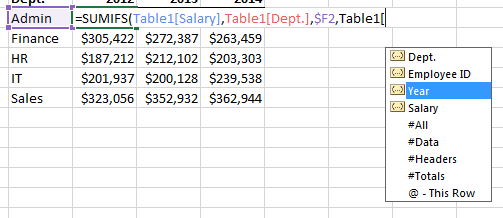 Dept. 2012 2013 2014
Admin =SUMIFS(Table1[Salary],Table1[Dept.],$F2,Table1[
Finance $305,422 $272,387 $263,459
HR $187,212 $212,102 $203,303
IT $201,937 $200,128 $239,538
Sales $323,056 $352,932 $362,944
Dept.
Employee ID
Year
Salary
#All
#Data
#Headers
#Totals
@ - This Row